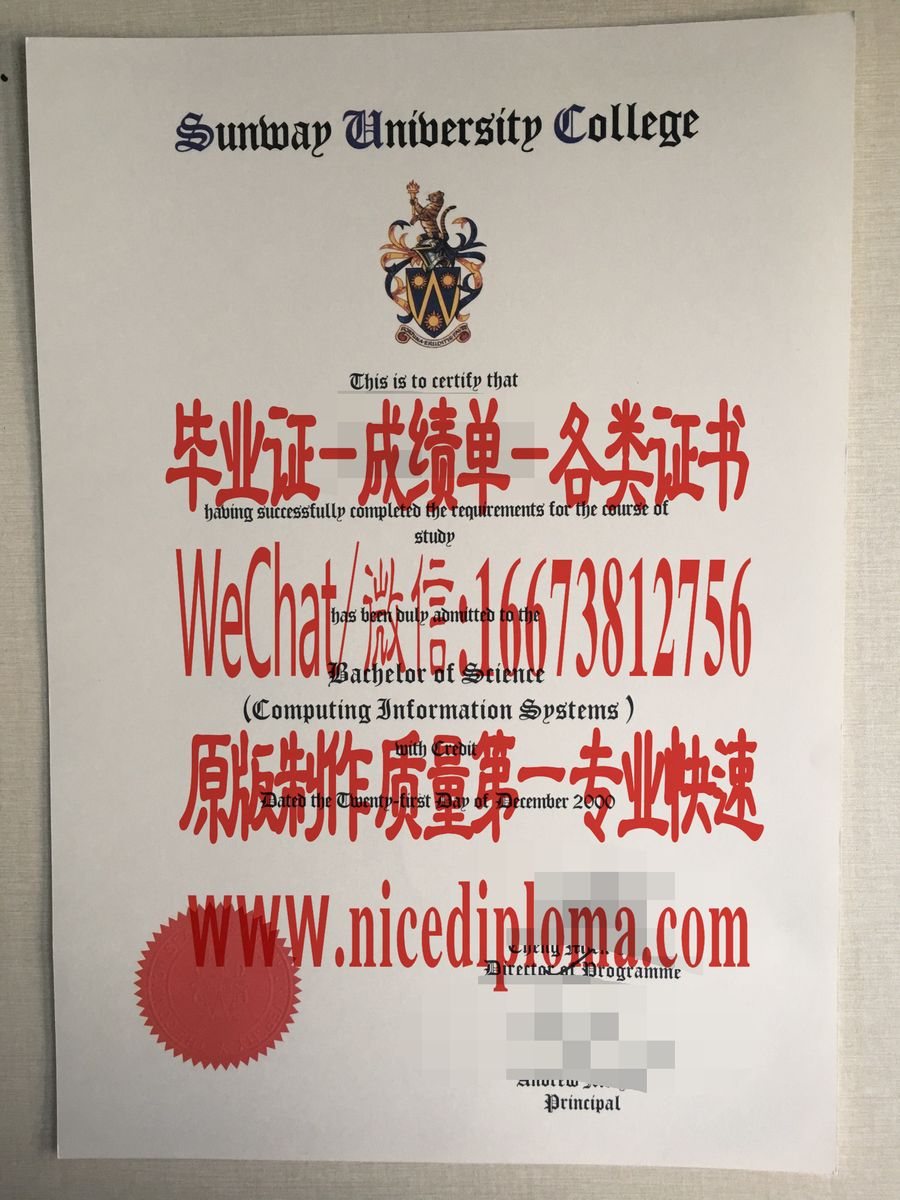 Sunway University College
This is to certify that
毕业证一成绩单一各类证书
having successfully completed the requirements for the course of
study
WeChat/微信:16673812756
has been duly admitted to the
Bachelor of Science
(Computing Information Systems )
with Credit
原版制作质量第一专业快速
Dated the Twenty-first Day of December 2000
www.nicediploma.com
Director of Programme
Andrew
Principal